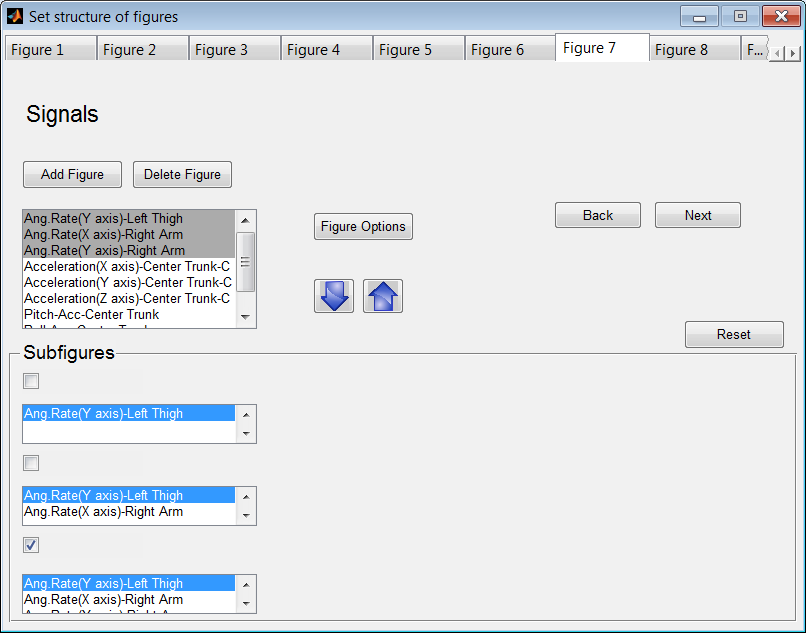 Set structure of figures
Figure 1 Figure 2 Figure 3 Figure 4 Figure 5 Figure 6 Figure 7 Figure 8 F...
Signals
Add Figure Delete Figure
Ang.Rate(Y axis)-Left Thigh
Ang.Rate(X axis)-Right Arm
Ang.Rate(Y axis)-Right Arm
Acceleration(X axis)-Center Trunk-C
Acceleration(Y axis)-Center Trunk-C
Acceleration(Z axis)-Center Trunk-C
Pitch-Acc-Center Trunk
Figure Options
Back Next
Reset
Subfigures
Ang.Rate(Y axis)-Left Thigh
Ang.Rate(Y axis)-Left Thigh
Ang.Rate(X axis)-Right Arm
Ang.Rate(Y axis)-Left Thigh
Ang.Rate(X axis)-Right Arm